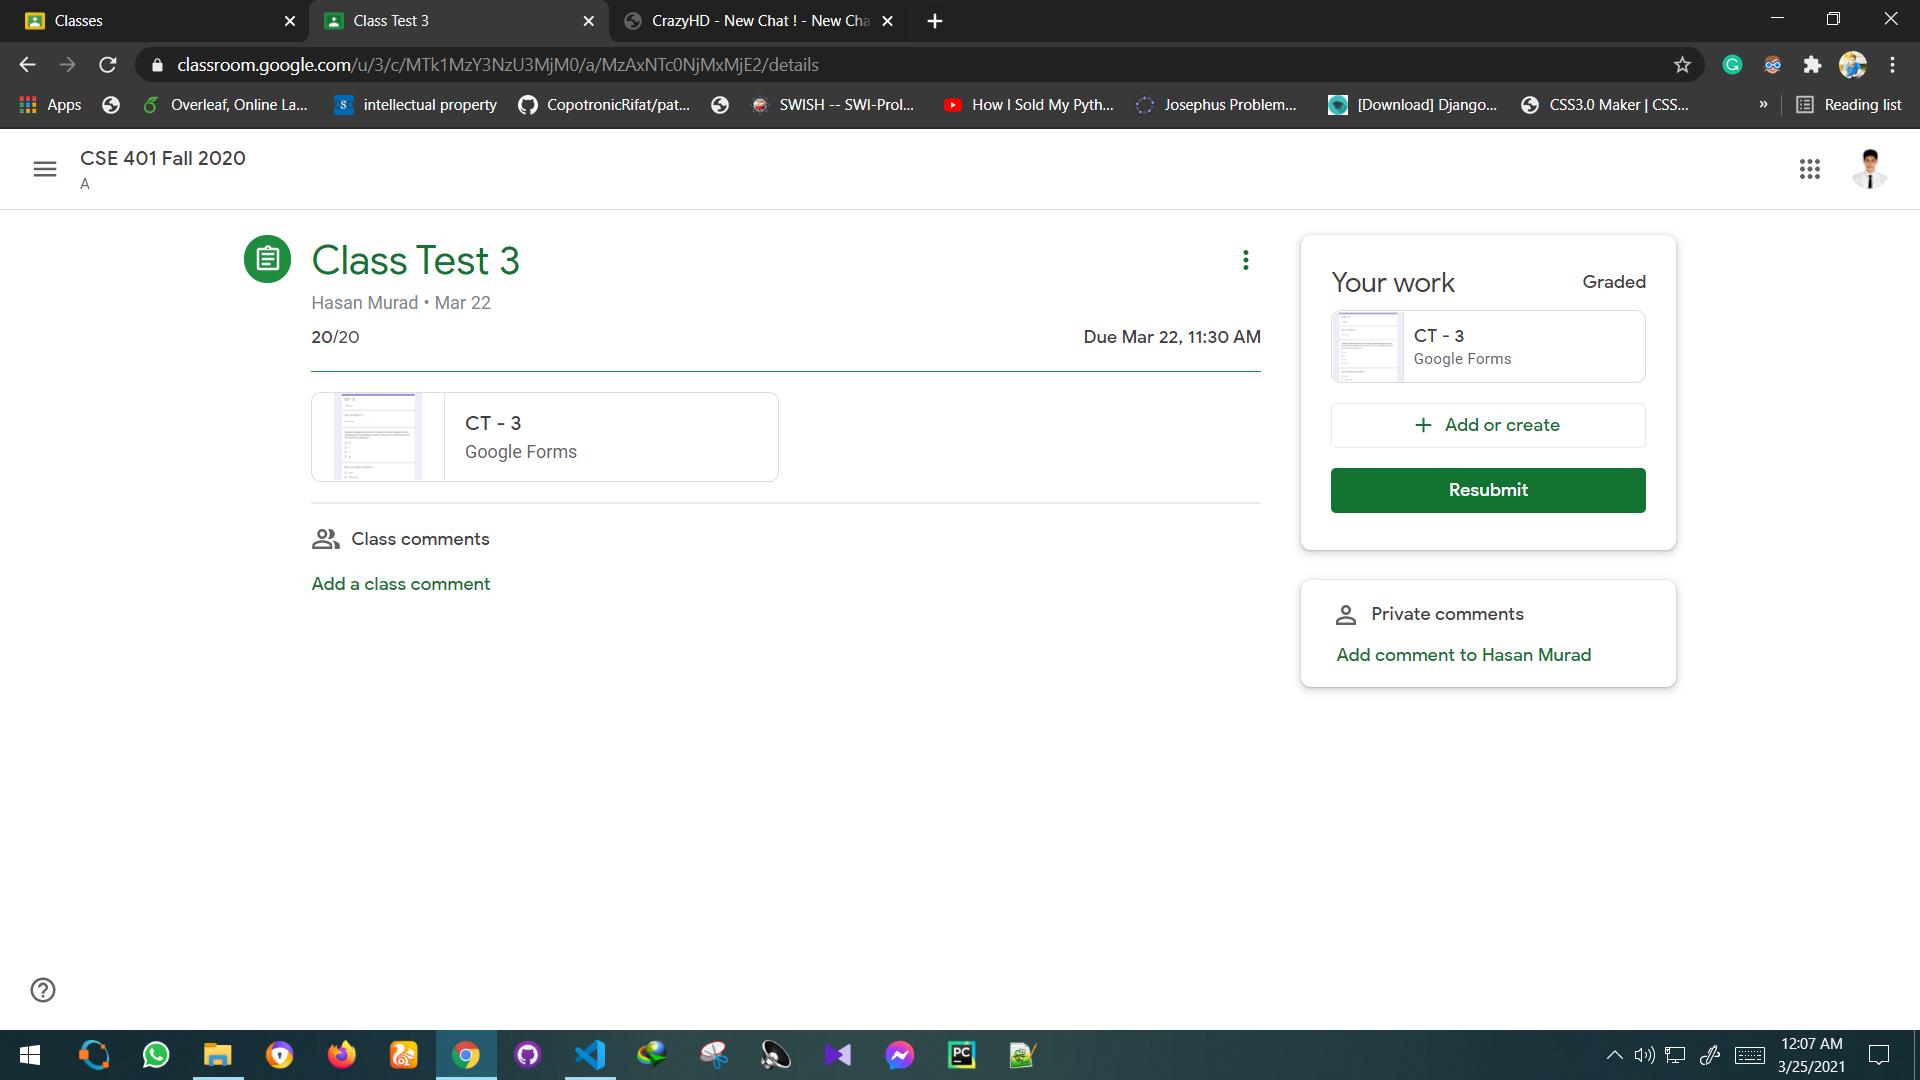 Classes
Class Test 3
CrazyHD - New Chat ! - New Cha
classroom.google.com/u/3/c/MTk1MzY3NzU3MjM0/a/MzAxNTc0NjMxMjE2/details
Apps
Overleaf, Online La...
intellectual property
CopotronicRifat/pat...
SWISH -- SWI-Prol...
How I Sold My Pyth...
Josephus Problem...
[Download] Django...
CSS3.0 Maker | CSS...
»
Reading list
CSE 401 Fall 2020
A
Class Test 3
Hasan Murad • Mar 22
20/20
Due Mar 22, 11:30 AM
CT - 3
Google Forms
Class comments
Add a class comment
Your work
Graded
CT - 3
Google Forms
Add or create
Resubmit
Private comments
Add comment to Hasan Murad
12:07 AM
3/25/2021